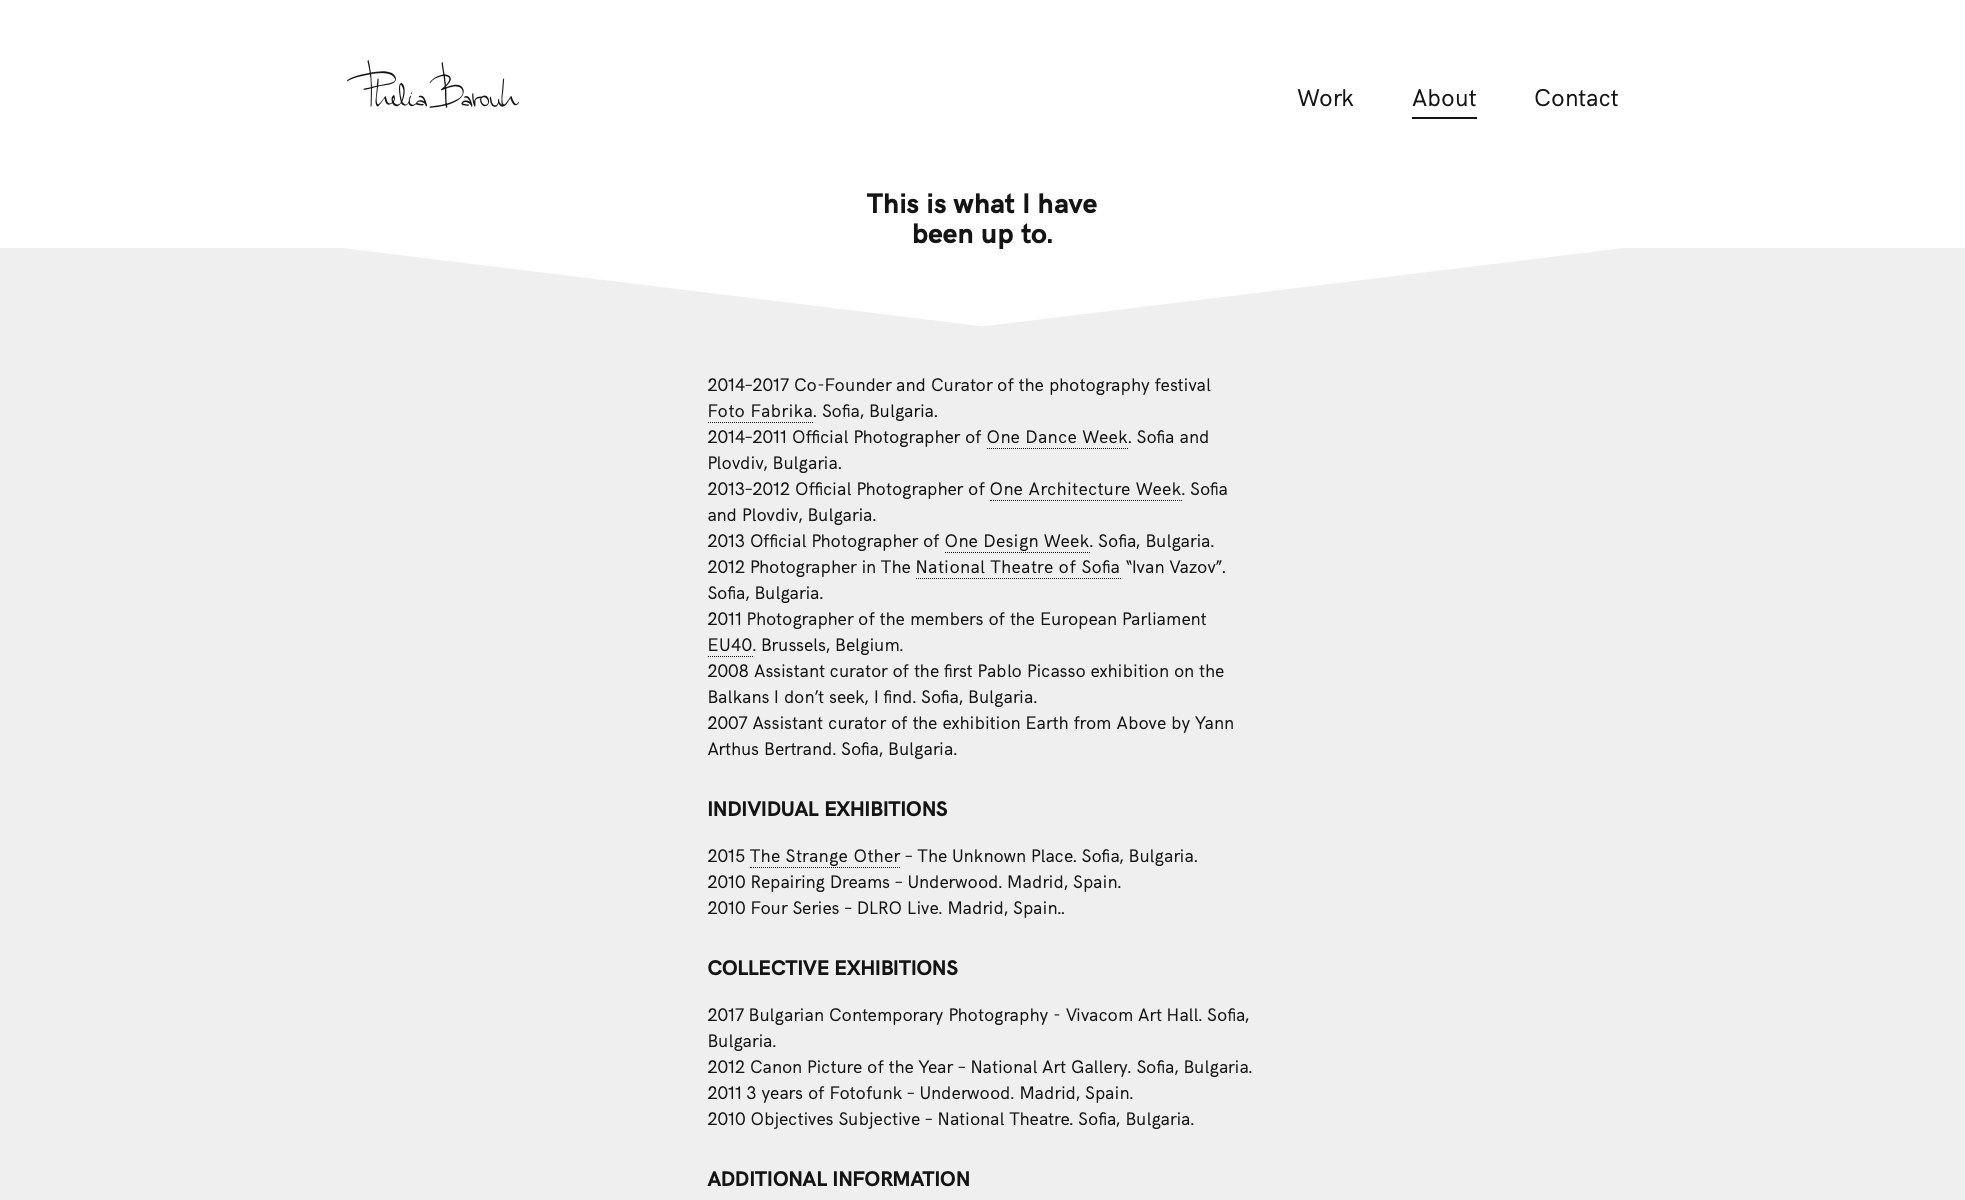 Phelia Barouh
Work
About
Contact
This is what I have
been up to.
2014–2017 Co-Founder and Curator of the photography festival
Foto Fabrika. Sofia, Bulgaria.
2014–2011 Official Photographer of One Dance Week. Sofia and
Plovdiv, Bulgaria.
2013–2012 Official Photographer of One Architecture Week. Sofia
and Plovdiv, Bulgaria.
2013 Official Photographer of One Design Week. Sofia, Bulgaria.
2012 Photographer in The National Theatre of Sofia “Ivan Vazov”.
Sofia, Bulgaria.
2011 Photographer of the members of the European Parliament
EU40. Brussels, Belgium.
2008 Assistant curator of the first Pablo Picasso exhibition on the
Balkans I don’t seek, I find. Sofia, Bulgaria.
2007 Assistant curator of the exhibition Earth from Above by Yann
Arthus Bertrand. Sofia, Bulgaria.
INDIVIDUAL EXHIBITIONS
2015 The Strange Other – The Unknown Place. Sofia, Bulgaria.
2010 Repairing Dreams – Underwood. Madrid, Spain.
2010 Four Series – DLRO Live. Madrid, Spain..
COLLECTIVE EXHIBITIONS
2017 Bulgarian Contemporary Photography - Vivacom Art Hall. Sofia,
Bulgaria.
2012 Canon Picture of the Year – National Art Gallery. Sofia, Bulgaria.
2011 3 years of Fotofunk – Underwood. Madrid, Spain.
2010 Objectives Subjective – National Theatre. Sofia, Bulgaria.
ADDITIONAL INFORMATION